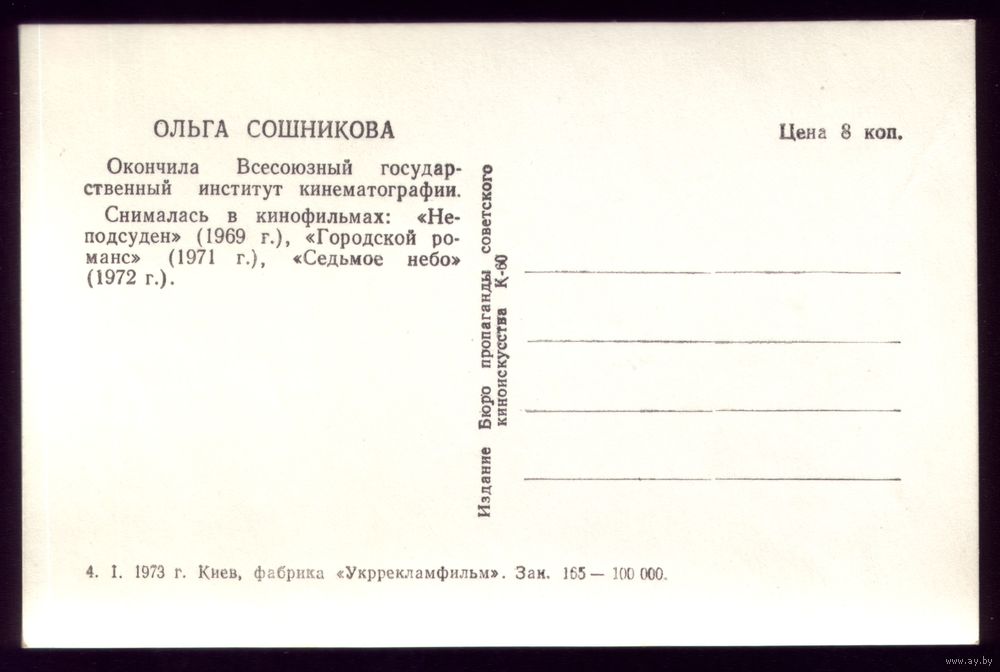 ОЛЬГА СОШНИКОВА
Окончила Всесоюзный государ-
ственный институт кинематографии.
Снималась в кинофильмах: «Не-
подсуден» (1969 г.), «Городской ро-
манс» (1971 г.), «Седьмое небо»
(1972 г.).
Издание Бюро пропаганды советского
киноискусства К-60
Цена 8 коп.
4. I. 1973 г. Киев, фабрика «Укррекламфильм». Зак. 165 — 100 000.
www.ay.by